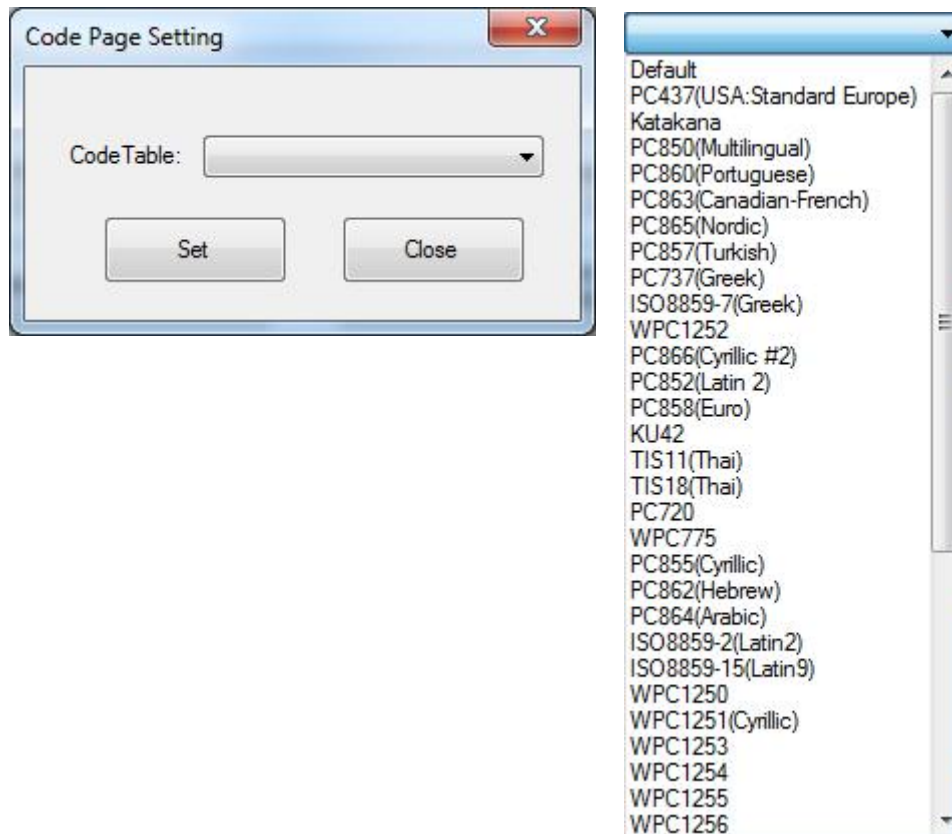 Code Page Setting
CodeTable:
Set
Close
Default
PC437(USA:Standard Europe)
Katakana
PC850(Multilingual)
PC860(Portuguese)
PC863(Canadian-French)
PC865(Nordic)
PC857(Turkish)
PC737(Greek)
ISO8859-7(Greek)
WPC1252
PC866(Cyrillic #2)
PC852(Latin 2)
PC858(Euro)
KU42
TIS11(Thai)
TIS18(Thai)
PC720
WPC775
PC855(Cyrillic)
PC862(Hebrew)
PC864(Arabic)
ISO8859-2(Latin2)
ISO8859-15(Latin9)
WPC1250
WPC1251(Cyrillic)
WPC1253
WPC1254
WPC1255
WPC1256